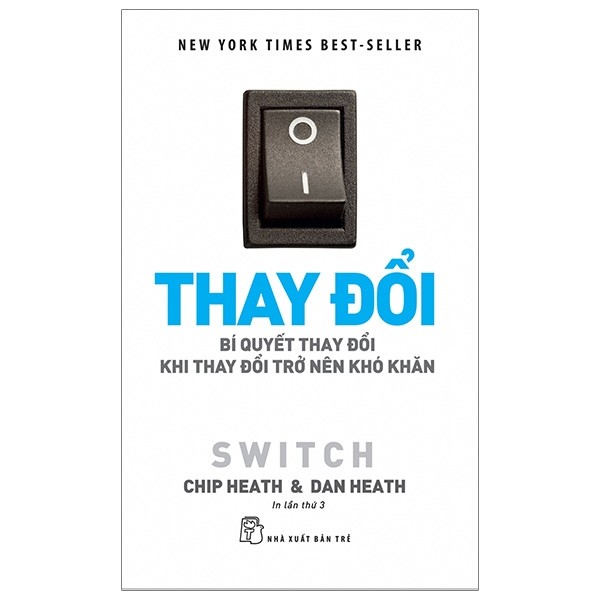 NEW YORK TIMES BEST-SELLER
THAY ĐỔI
BÍ QUYẾT THAY ĐỔI
KHI THAY ĐỔI TRỞ NÊN KHÓ KHĂN
SWITCH
CHIP HEATH & DAN HEATH
In lần thứ 3
NHÀ XUẤT BẢN TRẺ